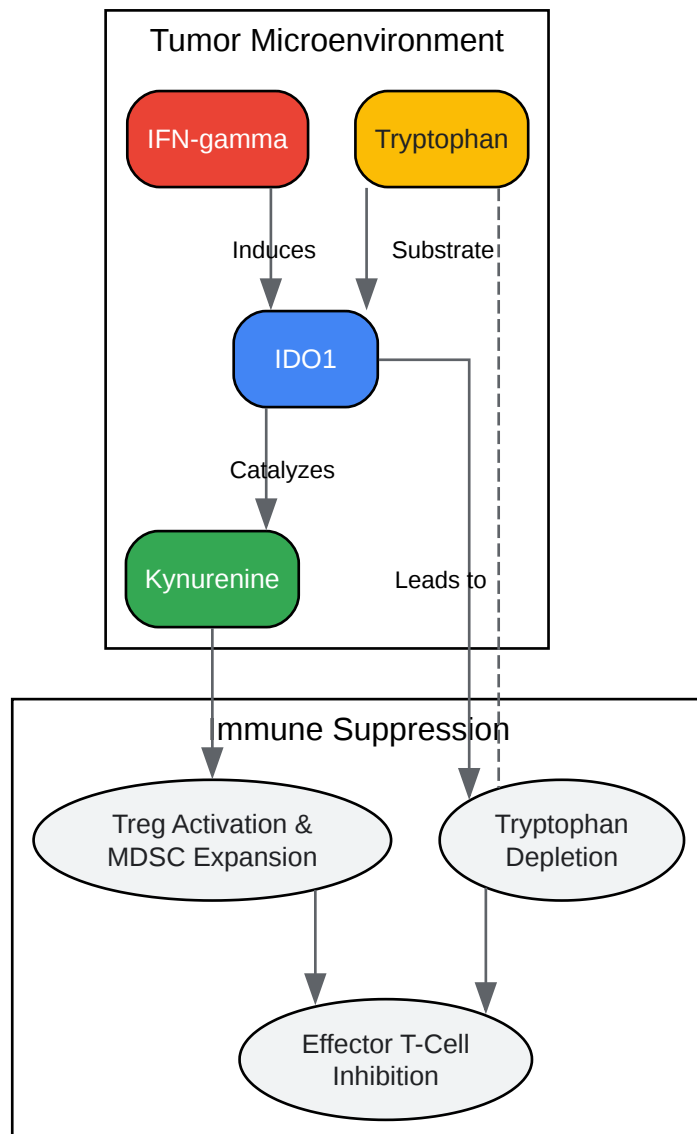 Tumor Microenvironment
IFN-gamma
Tryptophan
Induces
Substrate
IDO1
Catalyzes
Kynurenine
Leads to
Immune Suppression
Treg Activation &
MDSC Expansion
Tryptophan
Depletion
Effector T-Cell
Inhibition